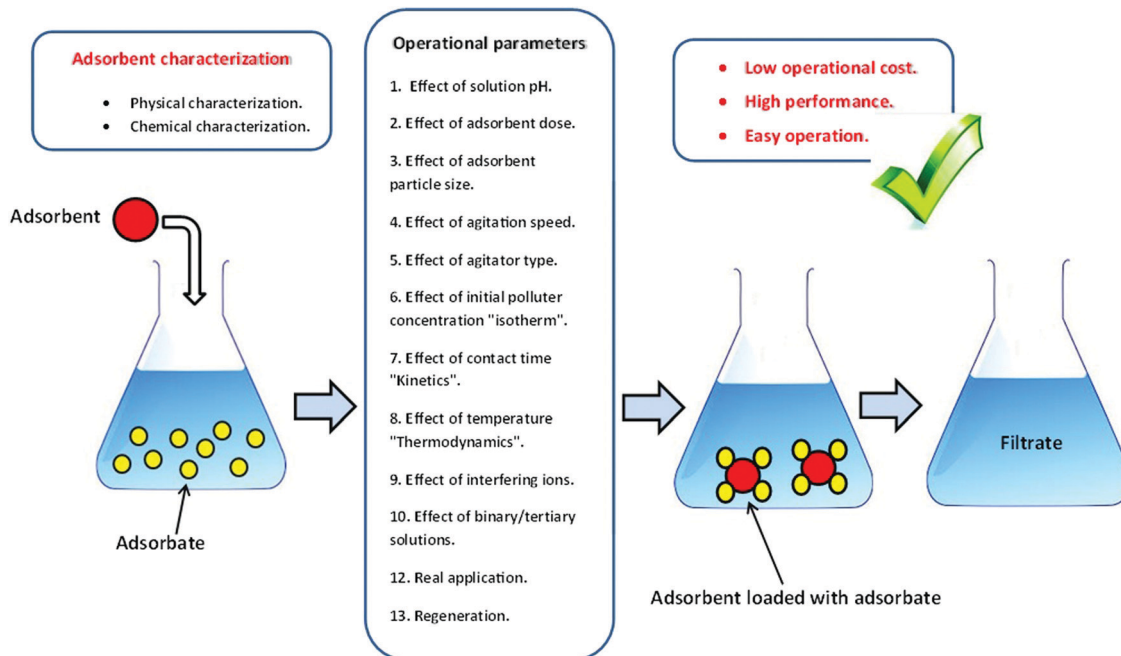 Adsorbent characterization
• Physical characterization.
• Chemical characterization.
Adsorbent
Adsorbate
Operational parameters
1. Effect of solution pH.
2. Effect of adsorbent dose.
3. Effect of adsorbent
particle size.
4. Effect of agitation speed.
5. Effect of agitator type.
6. Effect of initial polluter
concentration "isotherm".
7. Effect of contact time
"Kinetics".
8. Effect of temperature
"Thermodynamics".
9. Effect of interfering ions.
10. Effect of binary/tertiary
solutions.
12. Real application.
13. Regeneration.
• Low operational cost.
• High performance.
• Easy operation.
Adsorbent loaded with adsorbate
Filtrate